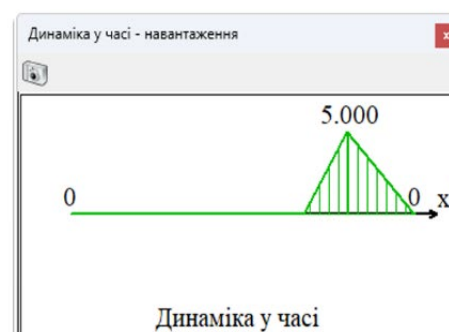 Динаміка у часі - навантаження
x
5.000
0
0 x
Динаміка у часі